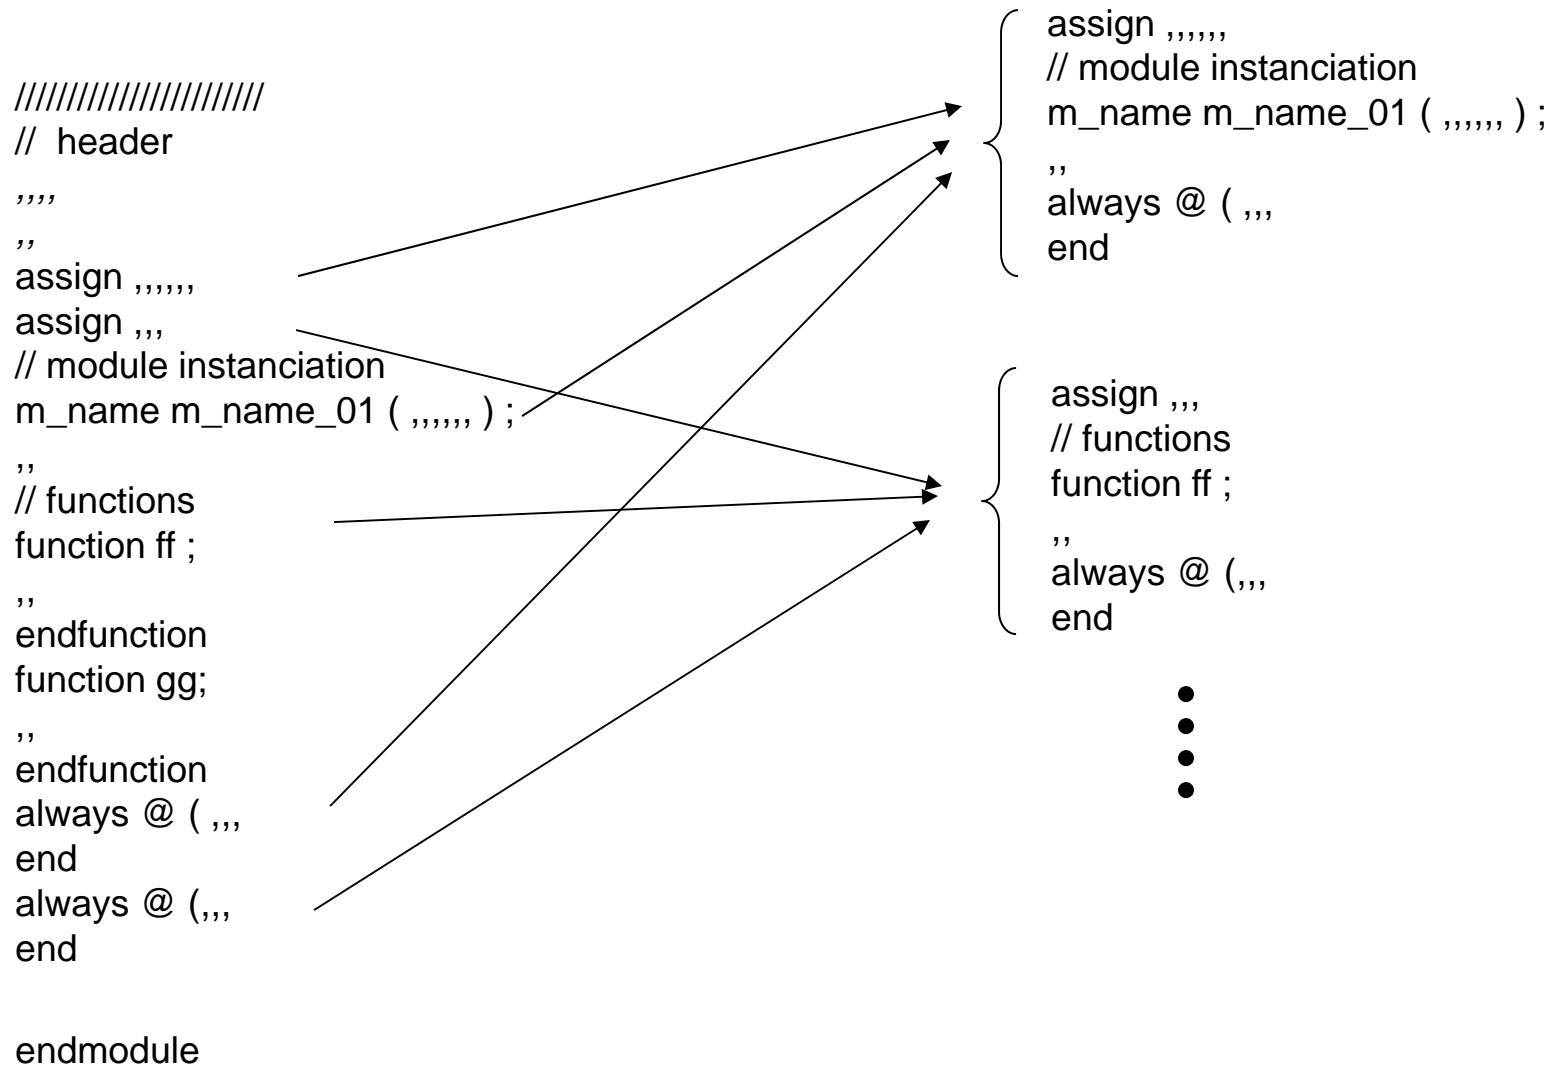 ///////////////////////
// header
,,,,
,,
assign ,,,,,,
assign ,,,
// module instanciation
m_name m_name_01 ( ,,,,,, ) ;
,,
// functions
function ff ;
,,
endfunction
function gg;
,,
endfunction
always @ ( ,,,
end
always @ (,,,
end
endmodule
assign ,,,,,,
// module instanciation
m_name m_name_01 ( ,,,,,, ) ;
,,
always @ ( ,,,
end
assign ,,,
// functions
function ff ;
,,
always @ (,,,
end